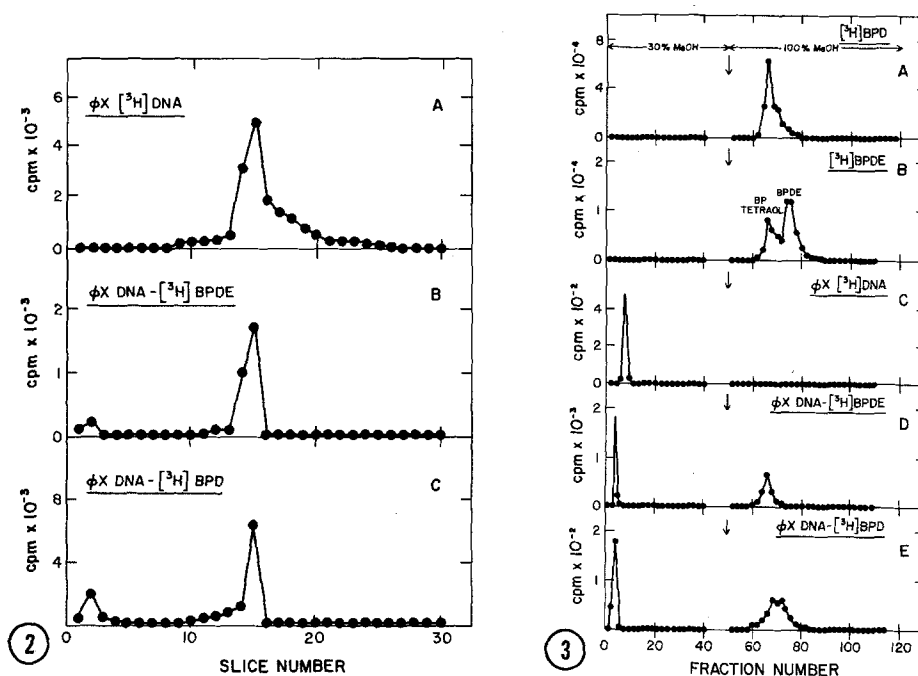 φX [³H] DNA
A
cpm x 10⁻³
6
4
2
0
φX DNA-[³H] BPDE
B
cpm x 10⁻³
2
1
0
φX DNA-[³H] BPD
C
cpm x 10⁻³
8
4
0 10 20 30
SLICE NUMBER
2
[³H]BPD
30% MeOH 100% MeOH
A
cpm x 10⁻⁴
8
4
0
[³H]BPDE
B
BP TETRAOL
BPDE
cpm x 10⁻⁴
2
1
0
φX [³H]DNA
C
cpm x 10⁻²
4
2
0
φX DNA-[³H]BPDE
D
cpm x 10⁻³
2
1
0
φX DNA-[³H]BPD
E
cpm x 10⁻²
2
1
0
0 20 40 60 80 100 120
FRACTION NUMBER
3